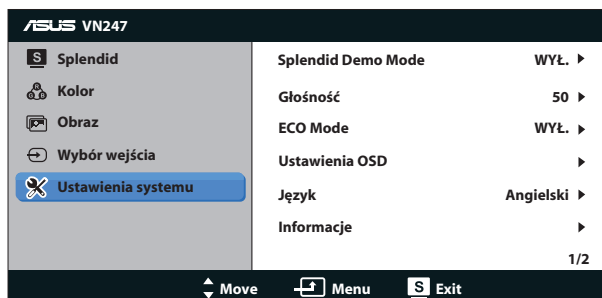 ASUS VN247
S Splendid
Kolor
Obraz
Wybór wejścia
Ustawienia systemu
Splendid Demo Mode WYŁ.
Głośność 50
ECO Mode WYŁ.
Ustawienia OSD
Język Angielski
Informacje
1/2
Move Menu S Exit